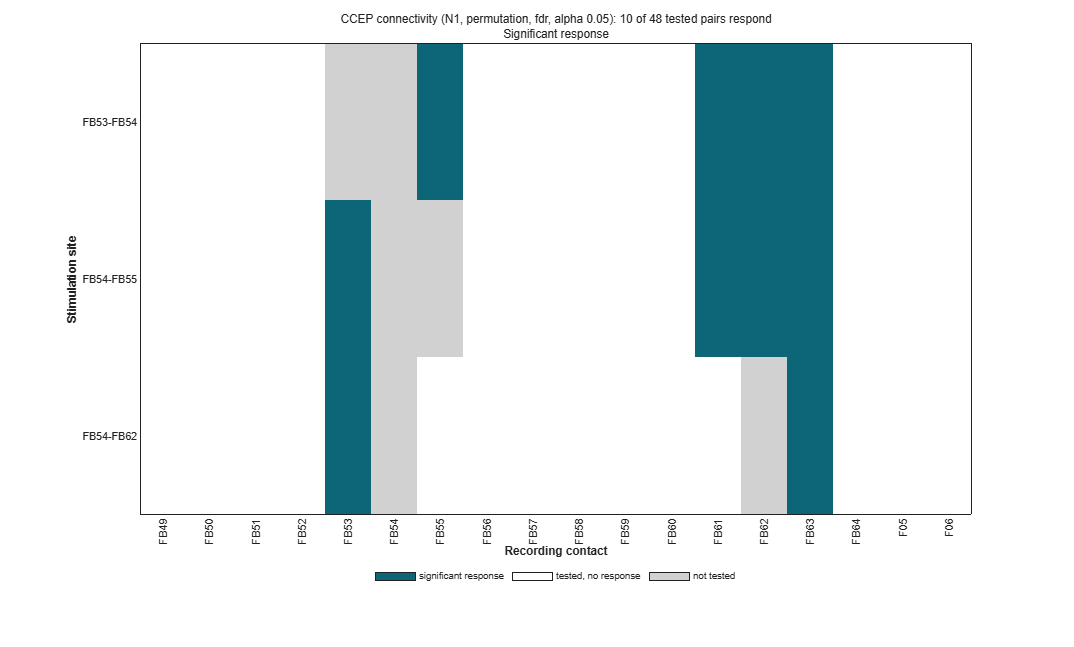 CCEP connectivity (N1, permutation, fdr, alpha 0.05): 10 of 48 tested pairs respond
Significant response
Stimulation site
FB53-FB54
FB54-FB55
FB54-FB62
FB49 FB50 FB51 FB52 FB53 FB54 FB55 FB56 FB57 FB58 FB59 FB60 FB61 FB62 FB63 FB64 F05 F06
Recording contact
significant response tested, no response not tested